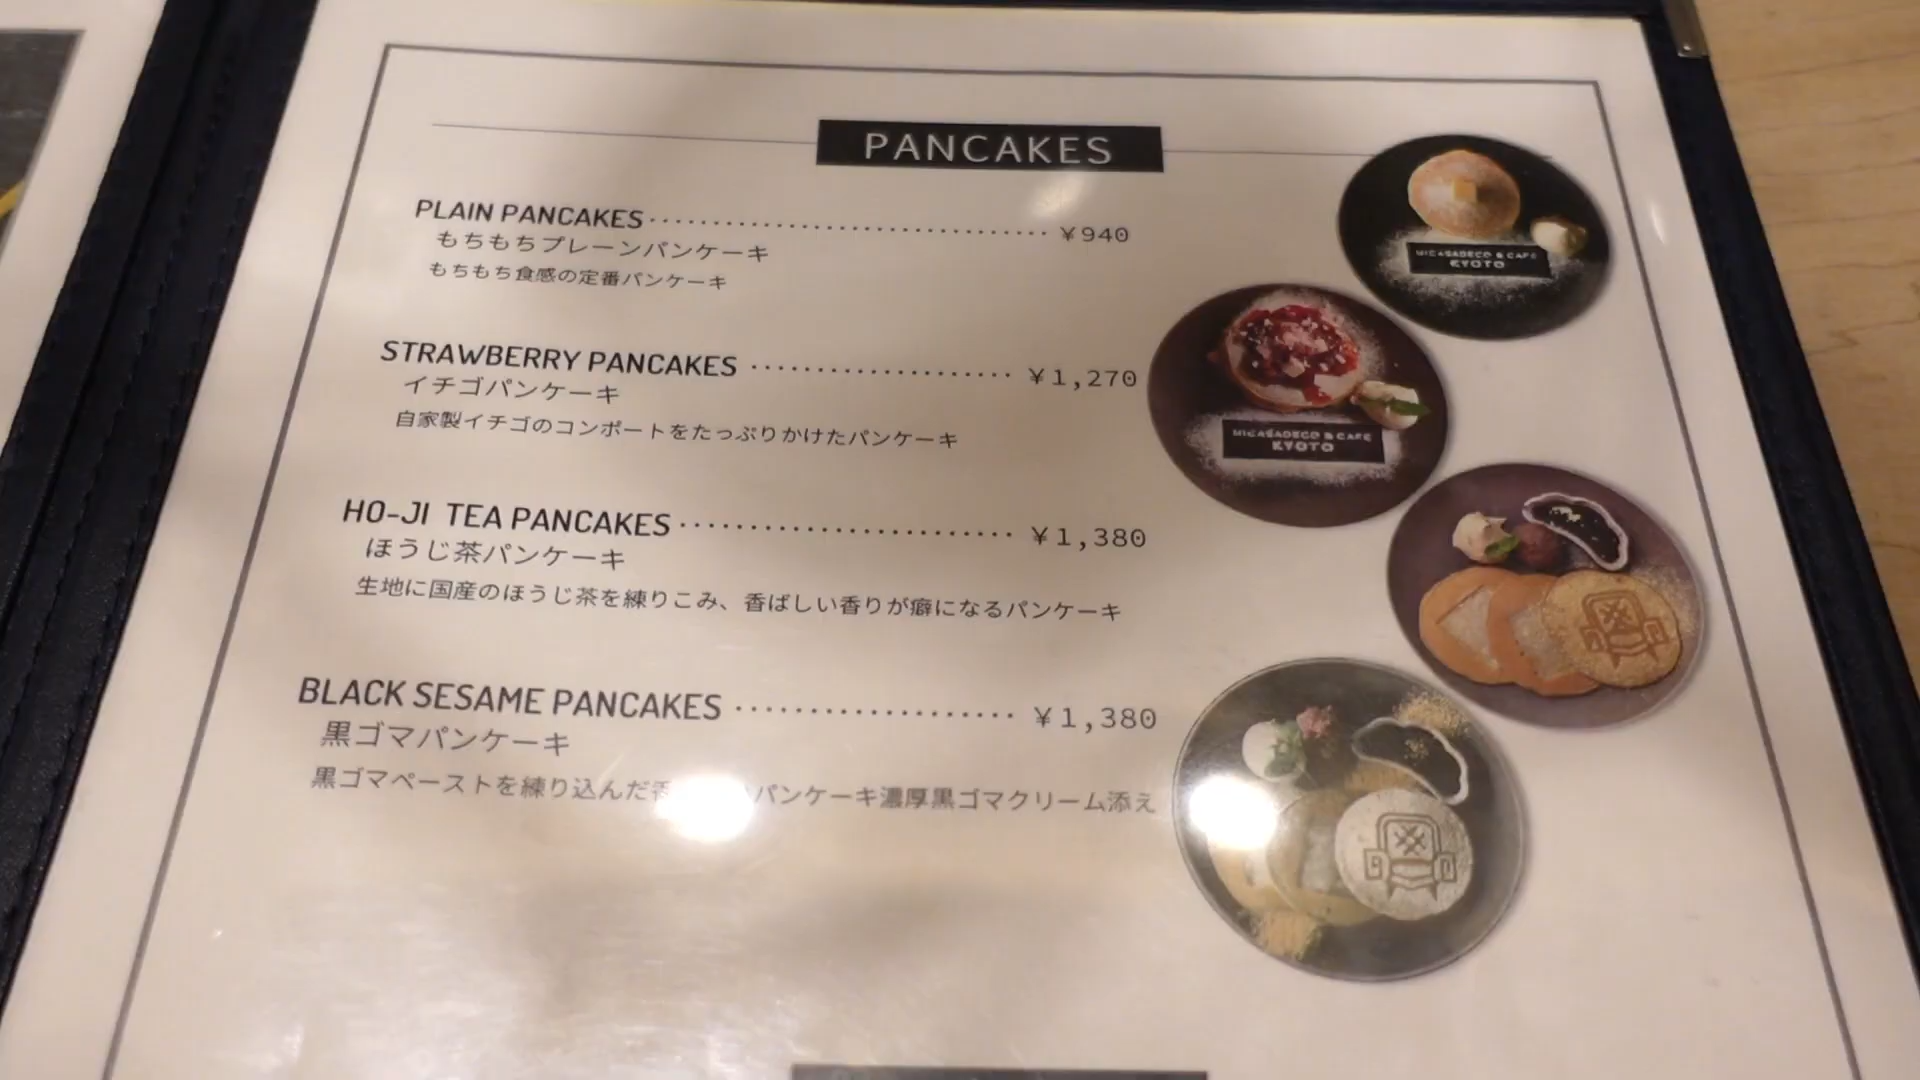 PANCAKES
PLAIN PANCAKES ¥940
もちもちプレーンパンケーキ
もちもち食感の定番パンケーキ
STRAWBERRY PANCAKES ¥1,270
イチゴパンケーキ
自家製イチゴのコンポートをたっぷりかけたパンケーキ
HO-JI TEA PANCAKES ¥1,380
ほうじ茶パンケーキ
生地に国産のほうじ茶を練りこみ、香ばしい香りが癖になるパンケーキ
BLACK SESAME PANCAKES ¥1,380
黒ゴマパンケーキ
黒ゴマペーストを練り込んだ パンケーキ濃厚黒ゴマクリーム添え
MICASADECO & CAFE
KYOTO
MICASADECO & CAFE
KYOTO